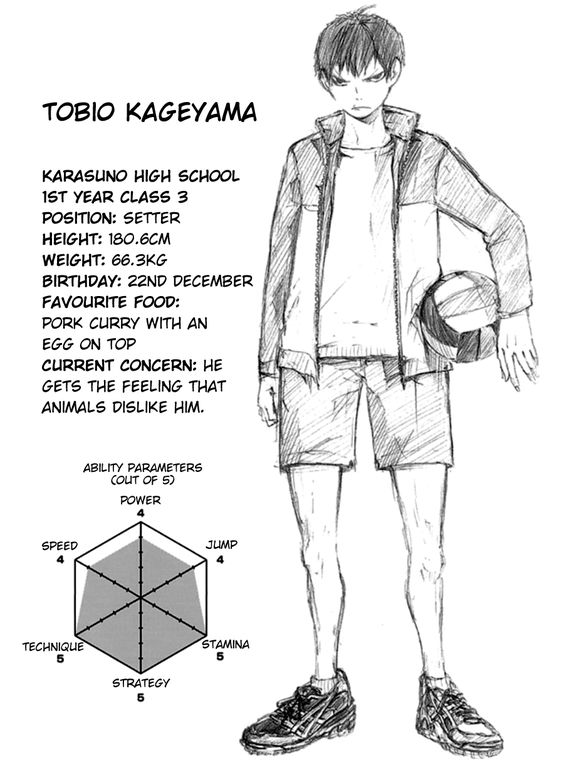 TOBIO KAGEYAMA
KARASUNO HIGH SCHOOL
1ST YEAR CLASS 3
POSITION: SETTER
HEIGHT: 180.6CM
WEIGHT: 66.3KG
BIRTHDAY: 22ND DECEMBER
FAVOURITE FOOD:
PORK CURRY WITH AN
EGG ON TOP
CURRENT CONCERN: HE
GETS THE FEELING THAT
ANIMALS DISLIKE HIM.
ABILITY PARAMETERS
(OUT OF 5)
POWER
4
SPEED
4
JUMP
4
TECHNIQUE
5
STAMINA
5
STRATEGY
5